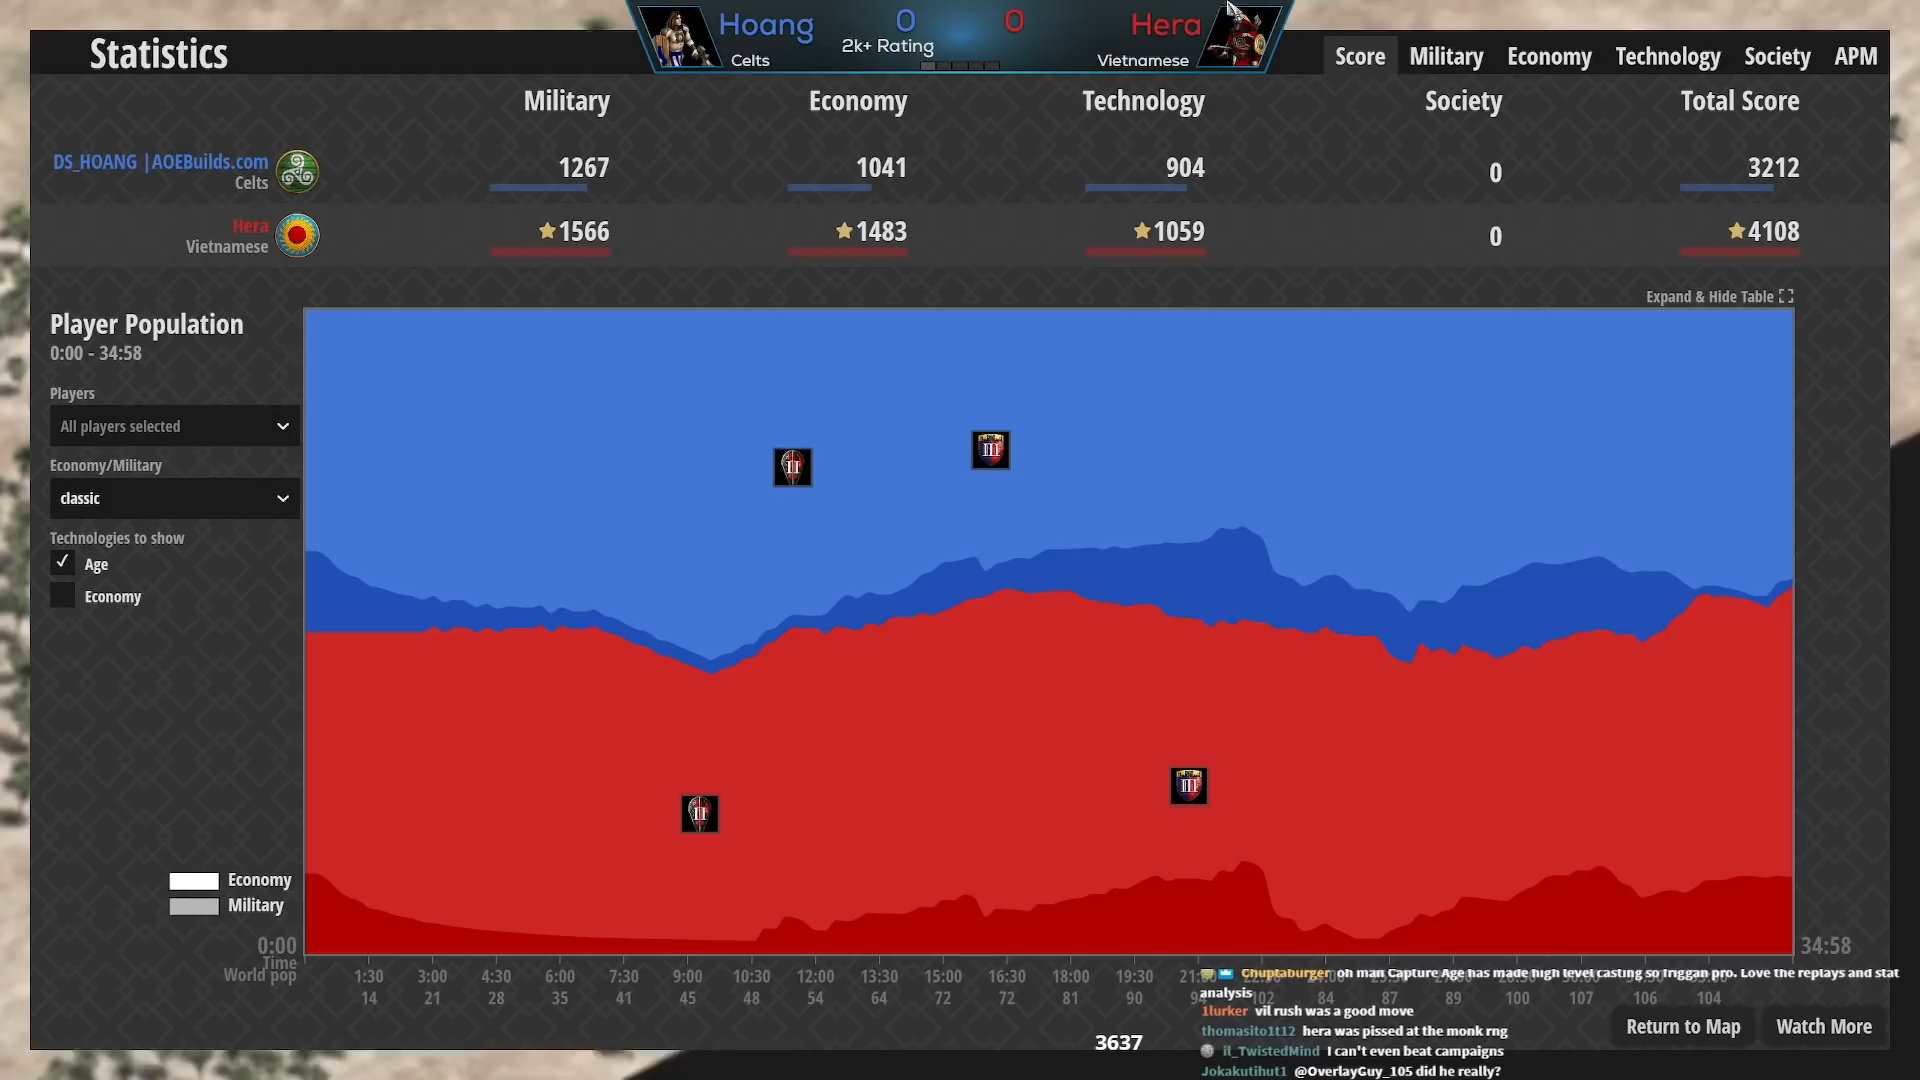 Statistics
Hoang 0 0 Hera
2k+ Rating
Celts Vietnamese
Score Military Economy Technology Society APM
Military Economy Technology Society Total Score
DS_HOANG |AOEBuilds.com 1267 1041 904 0 3212
Celts
Hera 1566 1483 1059 0 4108
Vietnamese
Expand & Hide Table
Player Population
0:00 - 34:58
Players
All players selected
Economy/Military
classic
Technologies to show
Age
Economy
II
III
II
III
Economy
Military
0:00 34:58
Time 1:30 3:00 4:30 6:00 7:30 9:00 10:30 12:00 13:30 15:00 16:30 18:00 19:30
World pop 14 21 28 35 41 45 48 54 64 72 72 81 90 94 102 84 87 89 100 107 106 104
Chuptaburger oh man Capture Age has made high level casting so friggan pro. Love the replays and stat
analysis
1lurker vil rush was a good move
thomasito1t12 hera was pissed at the monk rng
il_TwistedMind I can't even beat campaigns
Jokakutihut1 @OverlayGuy_105 did he really?
Return to Map Watch More
3637